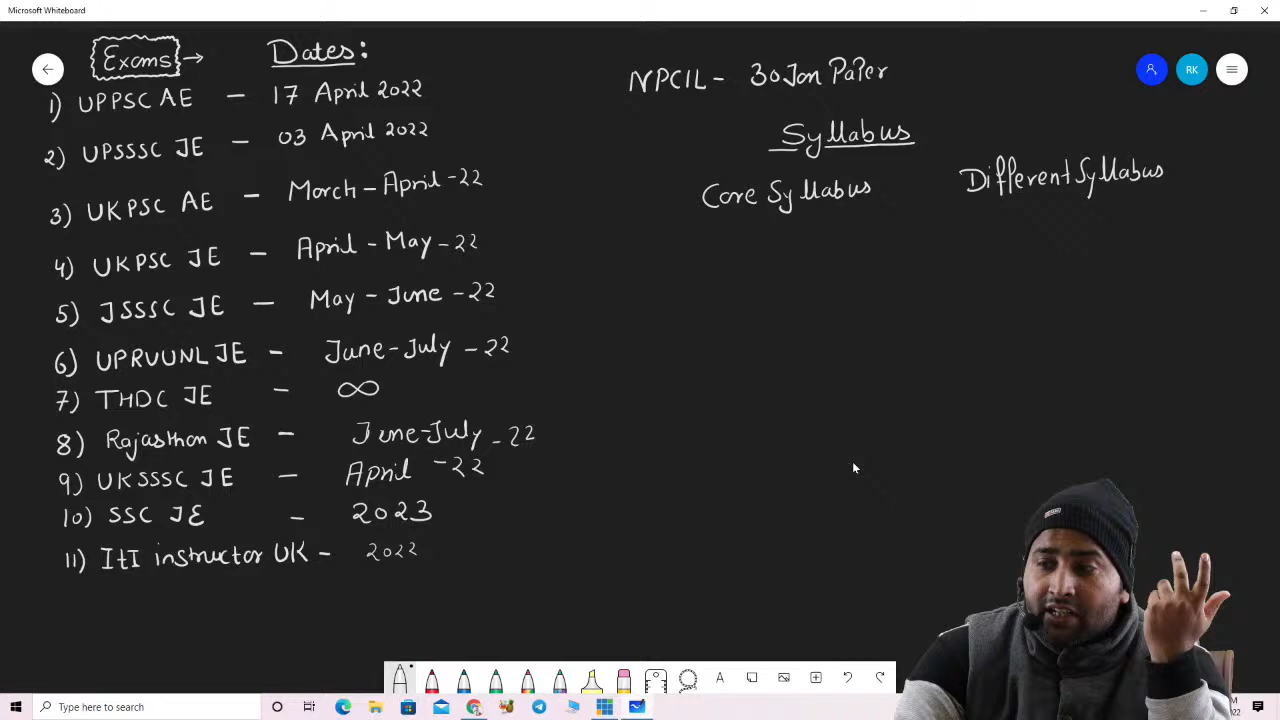 Microsoft Whiteboard
Exams → Dates:
1) UPPSC AE – 17 April 2022
2) UPSSSC JE – 03 April 2022
3) UKPSC AE – March-April-22
4) UKPSC JE – April-May-22
5) JSSSC JE – May-June-22
6) UPRVUNL JE – June-July-22
7) THDC JE – ∞
8) Rajasthan JE – June-July-22
9) UKSSSC JE – April-22
10) SSC JE – 2023
11) ItI instructor UK – 2022
NPCIL – 30 Jan Paper
Syllabus
Core Syllabus
Different Syllabus
RK
A
Type here to search